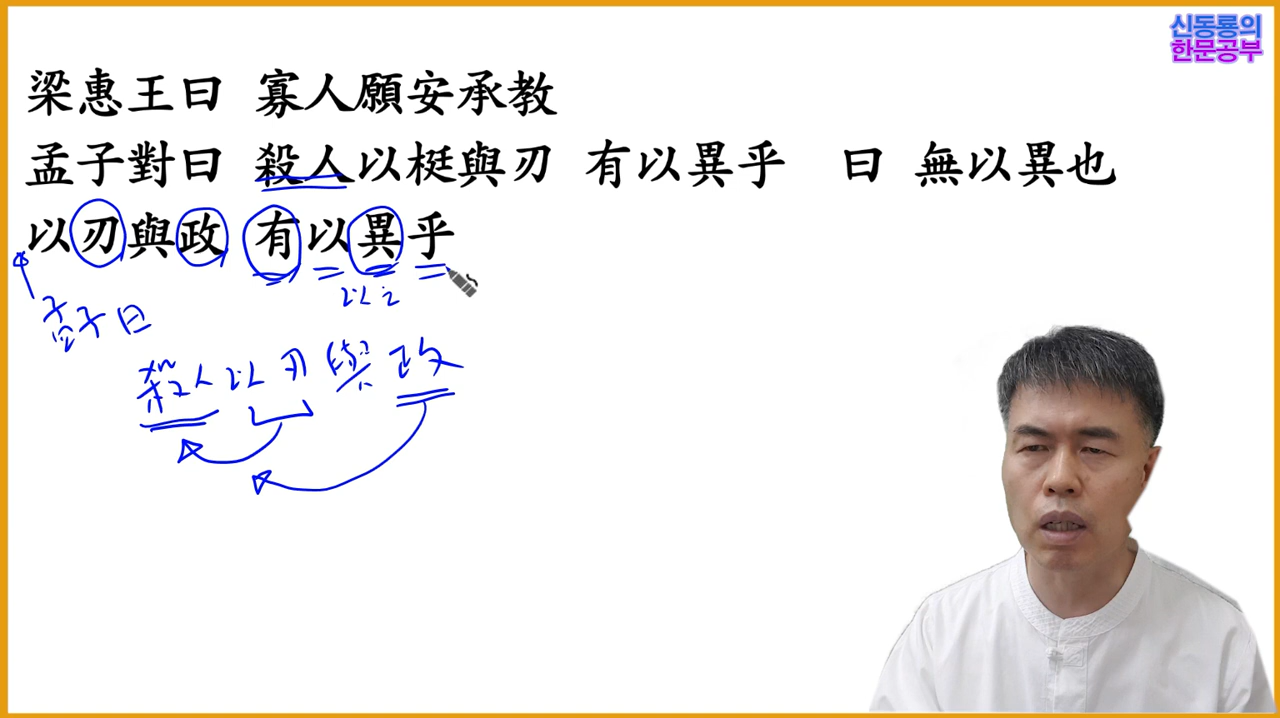 신동룡의
한문공부
梁惠王曰 寡人願安承教
孟子對曰 殺人以梃與刃 有以異乎 曰 無以異也
以刃與政 有以異乎
以之
孟子曰
殺人以刃與政